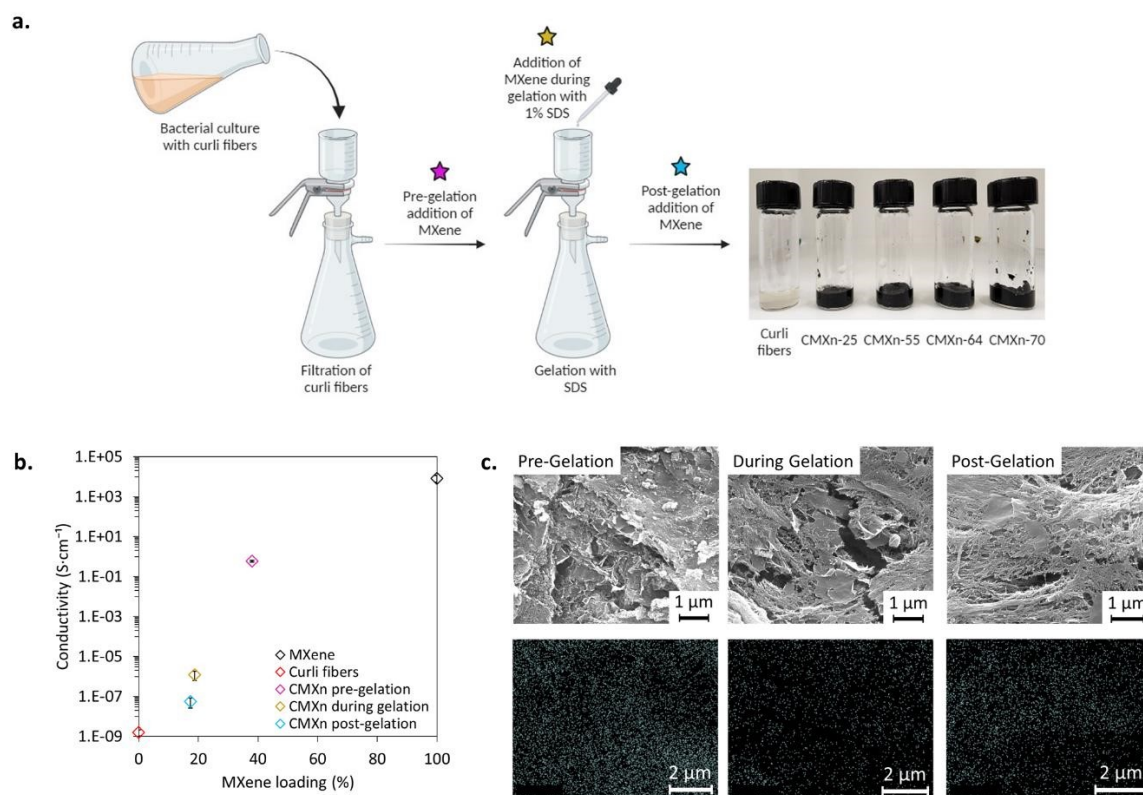 a.
Bacterial culture
with curli fibers
Filtration of
curli fibers
Pre-gelation
addition of
MXene
Addition of
MXene during
gelation with
1% SDS
Gelation with
SDS
Post-gelation
addition of
MXene
Curli
fibers
CMXn-25
CMXn-55
CMXn-64
CMXn-70
b.
Conductivity (S·cm⁻¹)
1.E+05
1.E+03
1.E+01
1.E-01
1.E-03
1.E-05
1.E-07
1.E-09
MXene
Curli fibers
CMXn pre-gelation
CMXn during gelation
CMXn post-gelation
0 20 40 60 80 100
MXene loading (%)
c.
Pre-Gelation
During Gelation
Post-Gelation
1 µm
1 µm
1 µm
2 µm
2 µm
2 µm